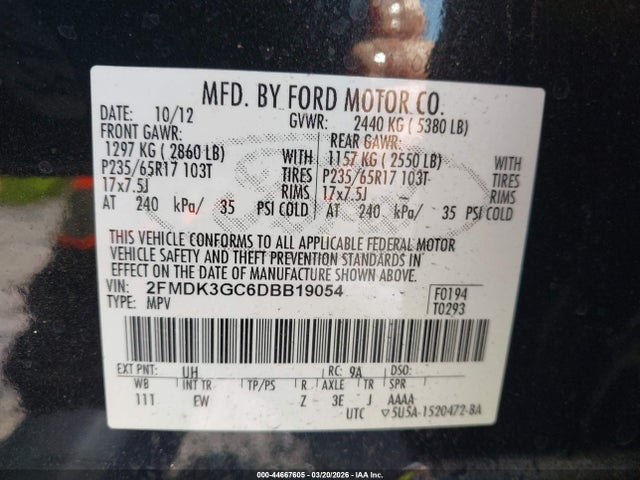 MFD. BY FORD MOTOR CO.
DATE: 10/12 GVWR: 2440 KG ( 5380 LB)
FRONT GAWR: REAR GAWR:
1297 KG ( 2860 LB) WITH 1157 KG ( 2550 LB) WITH
P235/65R17 103T TIRES P235/65R17 103T TIRES
17x7.5J RIMS 17x7.5J RIMS
AT 240 kPa/ 35 PSI COLD AT 240 kPa/ 35 PSI COLD
THIS VEHICLE CONFORMS TO ALL APPLICABLE FEDERAL MOTOR
VEHICLE SAFETY AND THEFT PREVENTION STANDARDS IN
EFFECT ON THE DATE OF MANUFACTURE SHOWN ABOVE.
VIN: 2FMDK3GC6DBB19054 F0194
TYPE: MPV T0293
EXT PNT: UH RC: 9A DSO:
WB INT TR TP/PS R AXLE TR SPR
111 EW Z 3E J AAAA
UTC ▽5U5A-1520472-BA
000-44667605 - 03/20/2026 - IAA Inc.